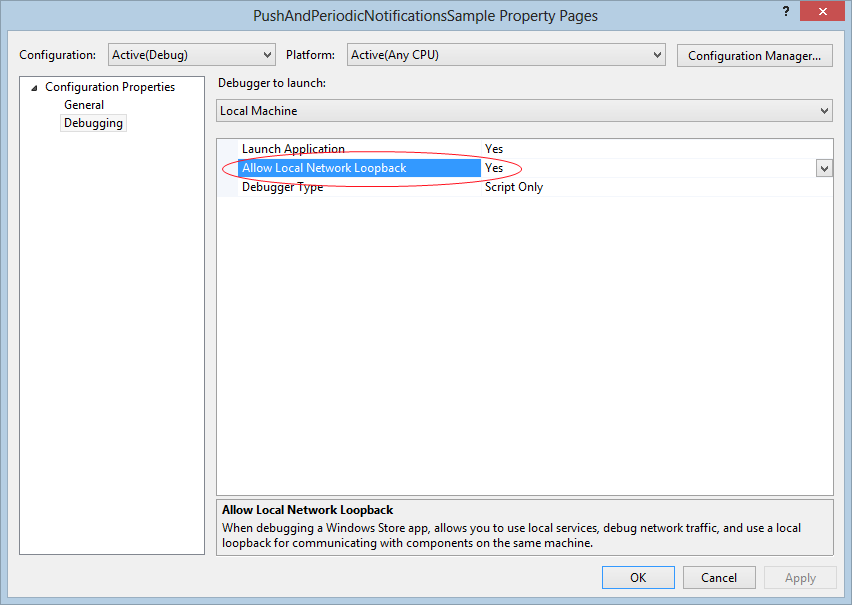 PushAndPeriodicNotificationsSample Property Pages
?
Configuration: Active(Debug) Platform: Active(Any CPU) Configuration Manager...
Configuration Properties
General
Debugging
Debugger to launch:
Local Machine
Launch Application Yes
Allow Local Network Loopback Yes
Debugger Type Script Only
Allow Local Network Loopback
When debugging a Windows Store app, allows you to use local services, debug network traffic, and use a local
loopback for communicating with components on the same machine.
OK Cancel Apply